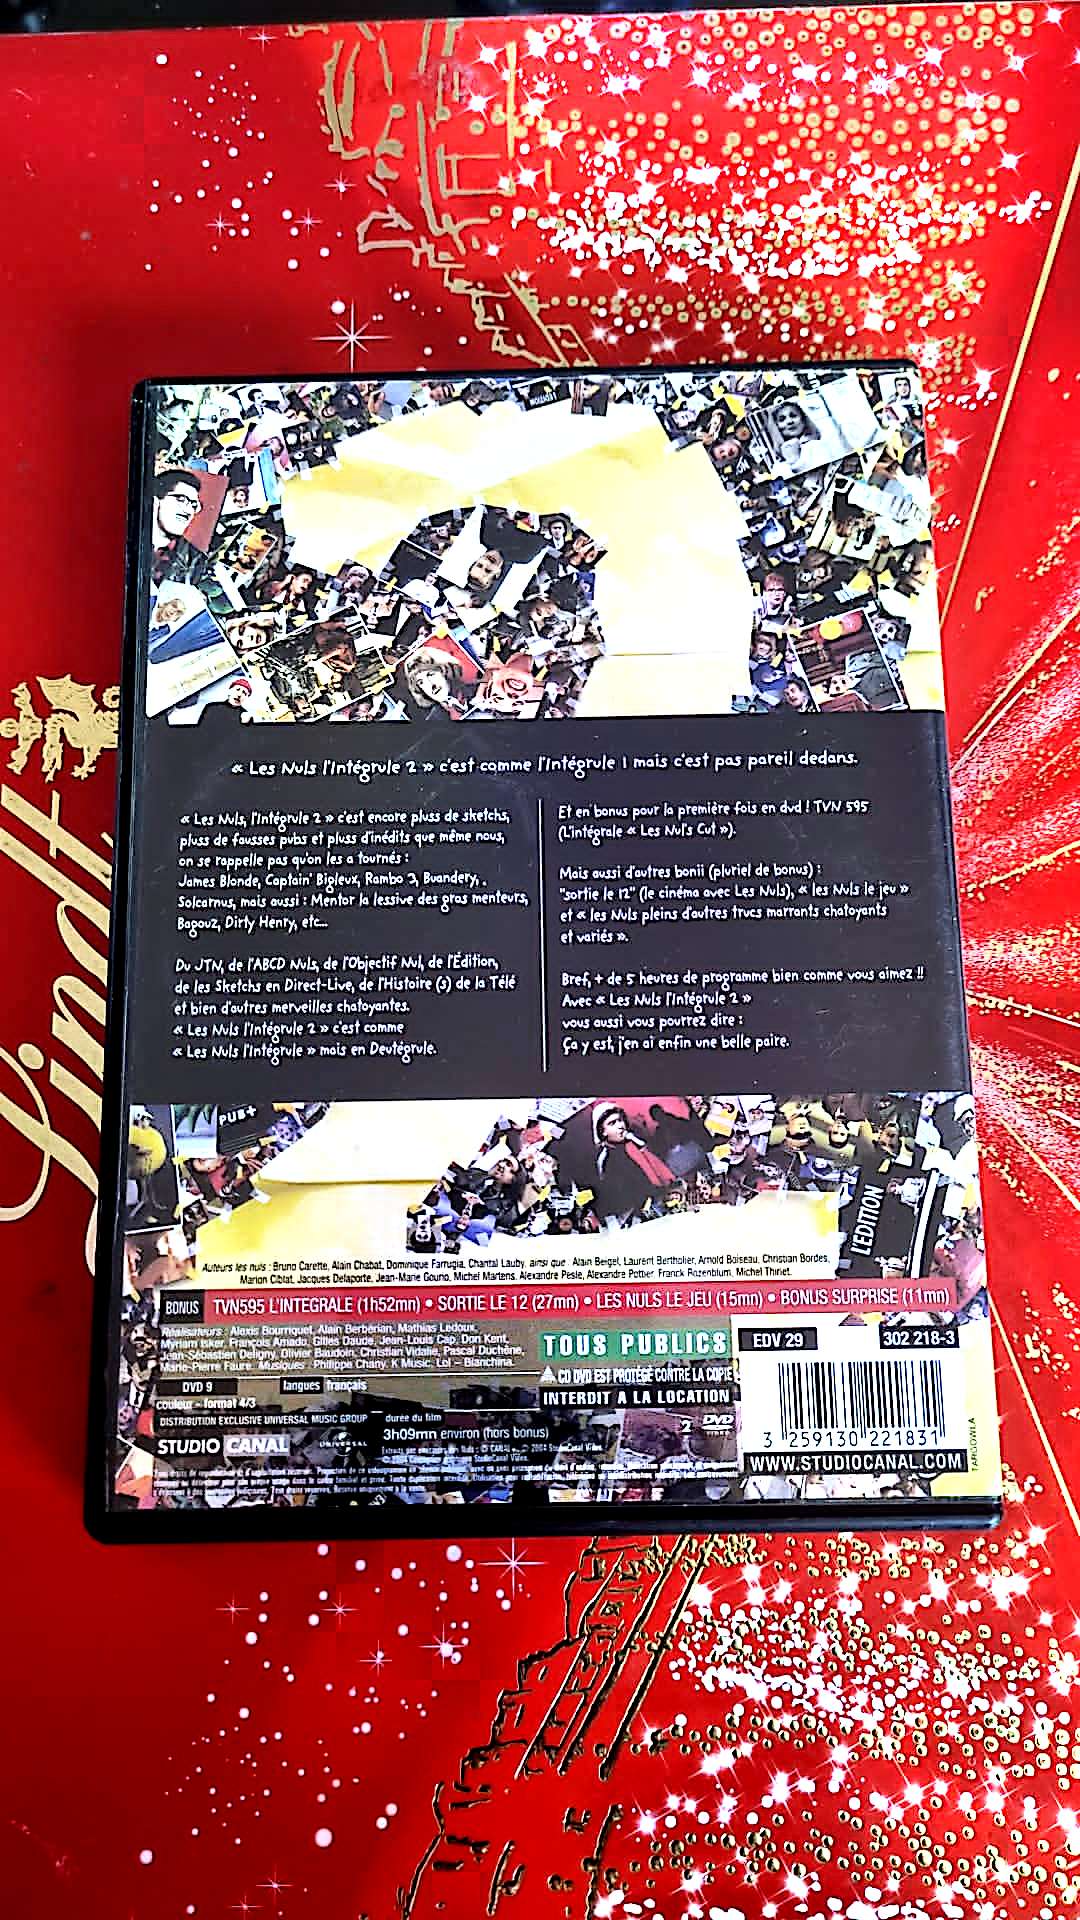 « Les Nuls l'Intégrule 2 » c'est comme l'Intégrule 1 mais c'est pas pareil dedans.
« Les Nuls, l'Intégrule 2 » c'est encore pluss de sketchs,
pluss de fausses pubs et pluss d'inédits que même nous,
on se rappelle pas qu'on les a tournés :
James Blonde, Captain' Bigleux, Rambo 3, Buandery,
Solcarnus, mais aussi : Mentor la lessive des gros menteurs,
Bagouz, Dirty Henry, etc...
Du JTN, de l'ABCD Nuls, de l'Objectif Nul, de l'Édition,
de les Sketchs en Direct-Live, de l'Histoire (s) de la Télé
et bien d'autres merveilles chatoyantes.
« Les Nuls l'Intégrule 2 » c'est comme
« Les Nuls l'Intégrule » mais en Deutégrule.
Et en bonus pour la première fois en dvd ! TVN 595
(L'intégrale « Les Nul's Cut »).
Mais aussi d'autres bonii (pluriel de bonus) :
"sortie le 12" (le cinéma avec Les Nuls), « les Nuls le jeu »
et « les Nuls pleins d'autres trucs marrants chatoyants
et variés ».
Bref, + de 5 heures de programme bien comme vous aimez !!
Avec « Les Nuls l'Intégrule 2 »
vous aussi vous pourrez dire :
Ça y est, j'en ai enfin une belle paire.
PUB+
L'EDITION
Auteurs les nuls : Bruno Carette, Alain Chabat, Dominique Farrugia, Chantal Lauby, ainsi que : Alain Berget, Laurent Bertholier, Arnold Boiseau, Christian Bordes,
Marion Ciblat, Jacques Delaporte, Jean-Marie Gouno, Michel Martens, Alexandre Pesle, Alexandre Pottier, Franck Rozenblum, Michel Thiriet.
BONUS TVN595 L'INTEGRALE (1h52mn) • SORTIE LE 12 (27mn) • LES NULS LE JEU (15mn) • BONUS SURPRISE (11mn)
Réalisateurs : Alexis Bourriquet, Alain Berbérian, Mathias Ledoux,
Myriam Isker, François Amado, Gilles Daude, Jean-Louis Cap, Don Kent,
Jean-Sébastien Deligny, Olivier Baudoin, Christian Vidalie, Pascal Duchêne,
Marie-Pierre Faure. Musiques : Philippe Chany. K Music. Lol – Bianchina.
DVD 9 langues français
couleur – format 4/3
DISTRIBUTION EXCLUSIVE UNIVERSAL MUSIC GROUP
durée du film
3h09mn environ (hors bonus)
STUDIO CANAL
UNIVERSAL
TOUS PUBLICS
CD DVD EST PROTÉGÉ CONTRE LA COPIE
INTERDIT A LA LOCATION
2 DVD VIDEO
EDV 29 302 218-3
3 259130 221831
WWW.STUDIOCANAL.COM
Lindt